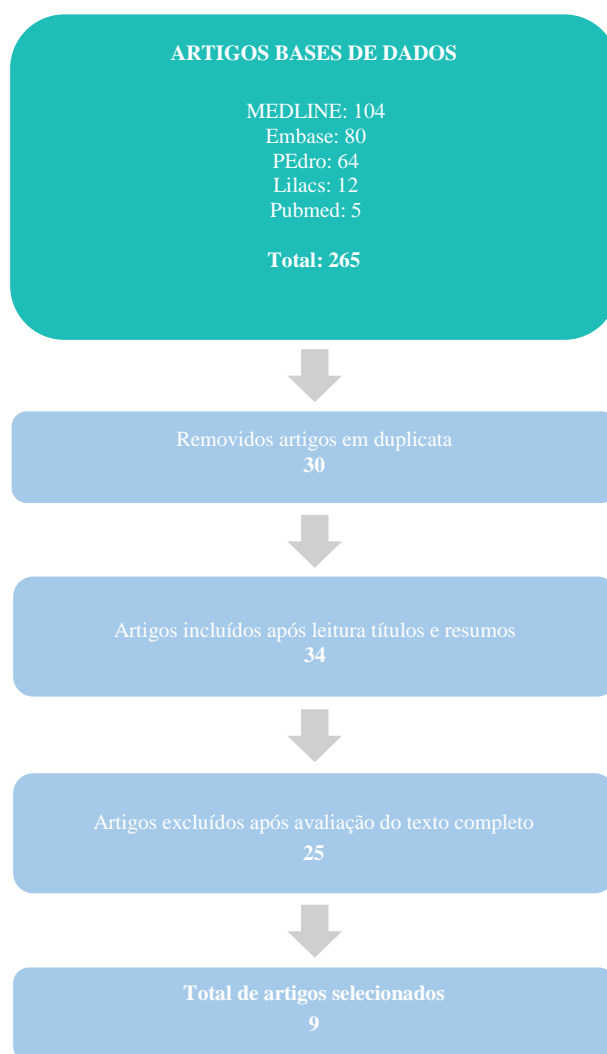 ARTIGOS BASES DE DADOS
MEDLINE: 104
Embase: 80
PEdro: 64
Lilacs: 12
Pubmed: 5
Total: 265
Removidos artigos em duplicata
30
Artigos incluídos após leitura títulos e resumos
34
Artigos excluídos após avaliação do texto completo
25
Total de artigos selecionados
9